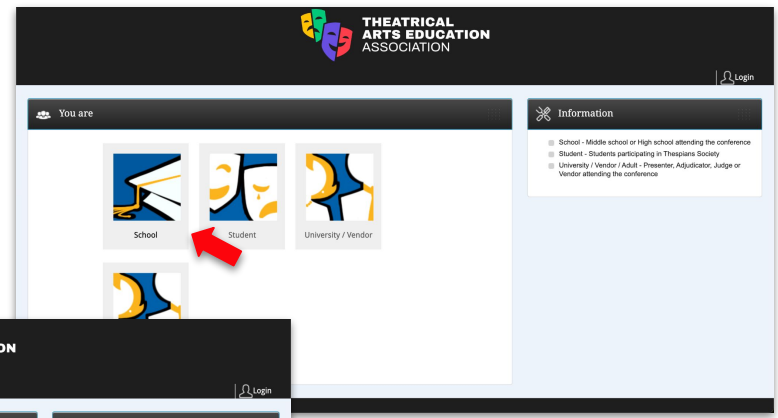 THEATRICAL
ARTS EDUCATION
ASSOCIATION
Login
You are
Information
School - Middle school or High school attending the conference
Student - Students participating in Thespians Society
University / Vendor / Adult - Presenter, Adjudicator, Judge or
Vendor attending the conference
School
Student
University / Vendor
ON
Login